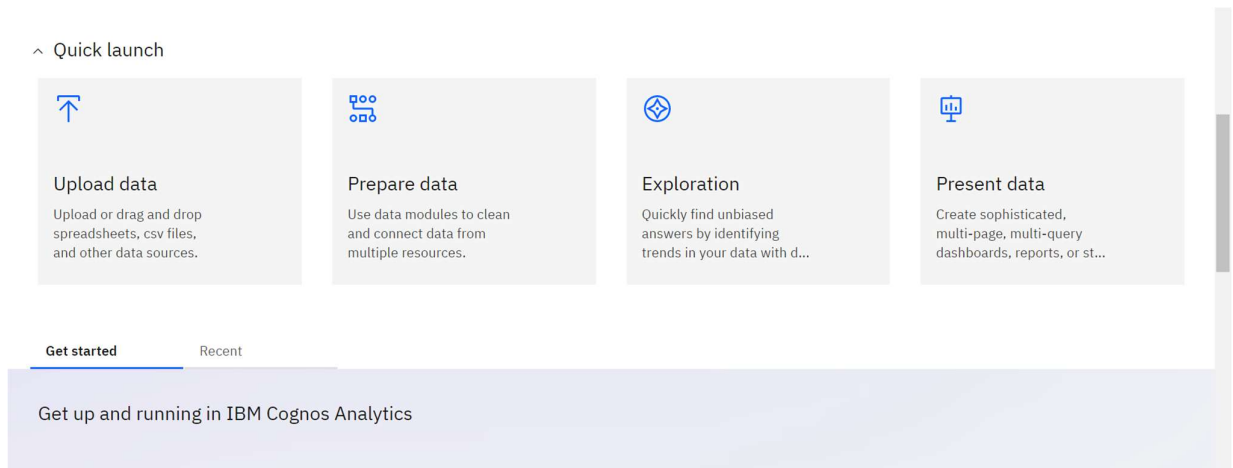 Quick launch
Upload data
Upload or drag and drop
spreadsheets, csv files,
and other data sources.
Prepare data
Use data modules to clean
and connect data from
multiple resources.
Exploration
Quickly find unbiased
answers by identifying
trends in your data with d...
Present data
Create sophisticated,
multi-page, multi-query
dashboards, reports, or st...
Get started
Recent
Get up and running in IBM Cognos Analytics